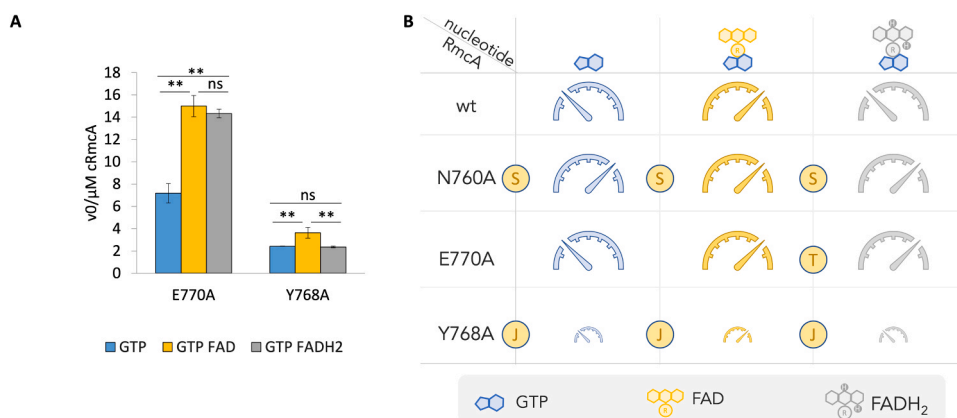 A
18
16
14
12
10
8
6
4
2
0
v0/μM cRmcA
**
** ns
ns
** **
E770A Y768A
GTP GTP FAD GTP FADH2
B
nucleotide
RmcA
R
R H H
wt
N760A S S S
E770A T
Y768A J J J
GTP FAD FADH2
R
R H H